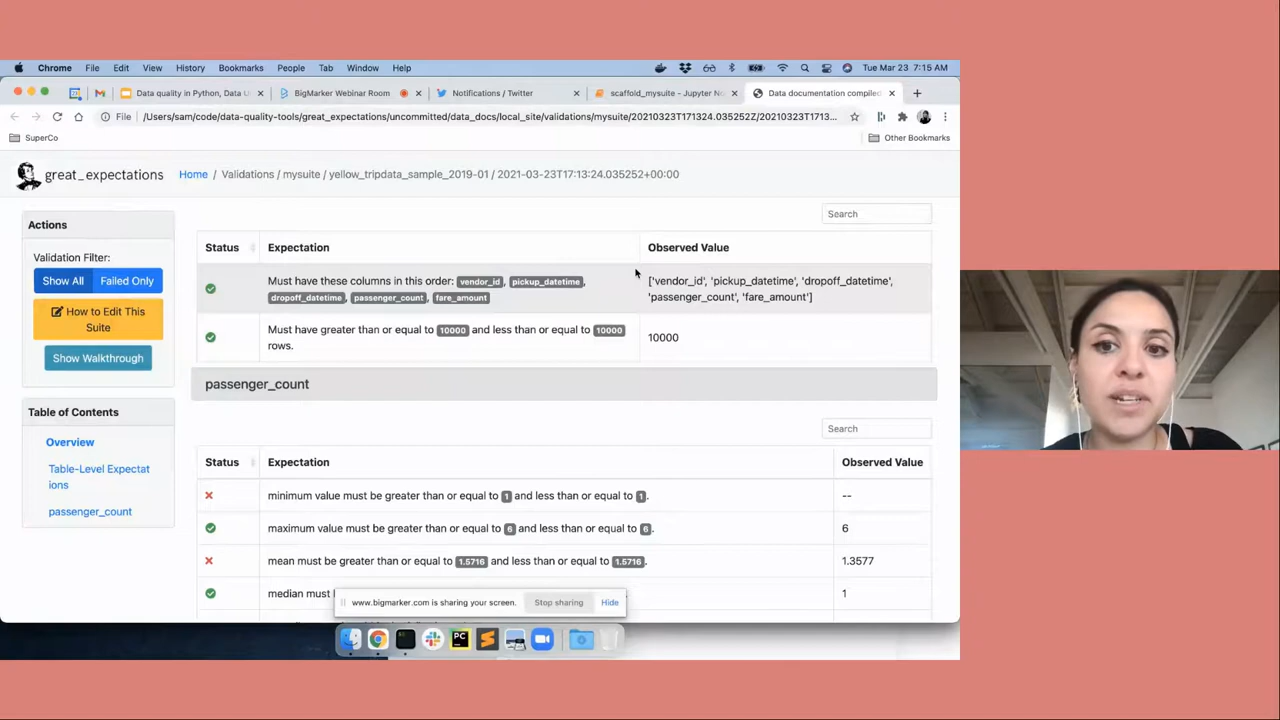 Chrome File Edit View History Bookmarks People Tab Window Help Tue Mar 23 7:15 AM
Data quality in Python, Data U × BigMarker Webinar Room × Notifications / Twitter × scaffold_mysuite - Jupyter No × Data documentation compiled × +
File /Users/sam/code/data-quality-tools/great_expectations/uncommitted/data_docs/local_site/validations/mysuite/20210323T171324.035252Z/20210323T1713...
SuperCo Other Bookmarks
great_expectations Home / Validations / mysuite / yellow_tripdata_sample_2019-01 / 2021-03-23T17:13:24.035252+00:00
Actions
Validation Filter:
Show All Failed Only
How to Edit This
Suite
Show Walkthrough
Table of Contents
Overview
Table-Level Expectat
ions
passenger_count
Search
Status Expectation Observed Value
Must have these columns in this order: vendor_id, pickup_datetime,
dropoff_datetime, passenger_count, fare_amount
['vendor_id', 'pickup_datetime', 'dropoff_datetime',
'passenger_count', 'fare_amount']
Must have greater than or equal to 10000 and less than or equal to 10000
rows.
10000
passenger_count
Search
Status Expectation Observed Value
minimum value must be greater than or equal to 1 and less than or equal to 1. --
maximum value must be greater than or equal to 6 and less than or equal to 6. 6
mean must be greater than or equal to 1.5716 and less than or equal to 1.5716. 1.3577
median must 1
www.bigmarker.com is sharing your screen. Stop sharing Hide
PC